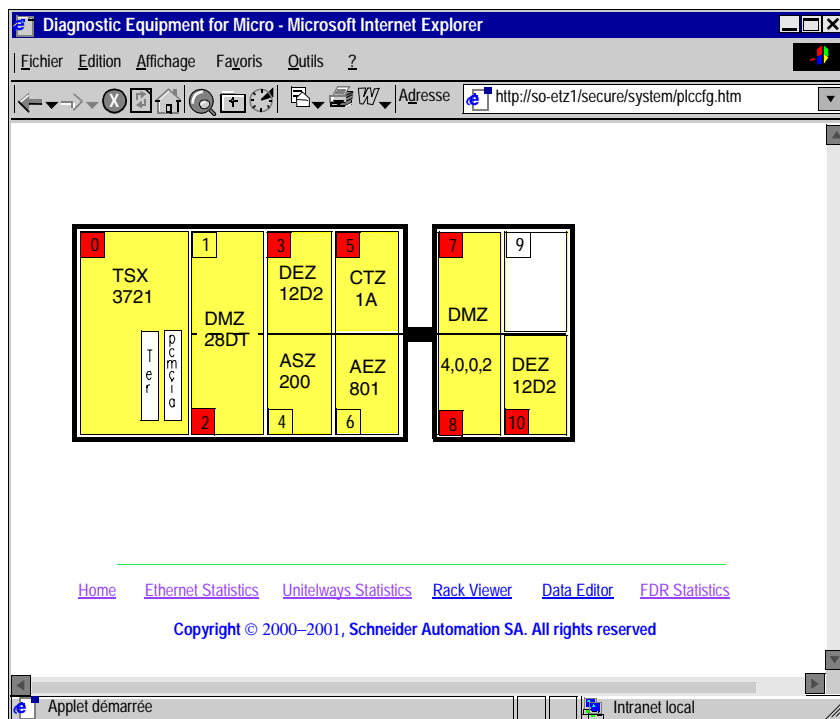 Diagnostic Equipment for Micro - Microsoft Internet Explorer
Fichier Edition Affichage Favoris Outils ?
Adresse http://so-etz1/secure/system/plccfg.htm
0 1 3 5 7 9
TSX
3721
DMZ
28DT
DEZ
12D2
CTZ
1A
DMZ
Ter
pcmçia
ASZ
200
AEZ
801
4,0,0,2
DEZ
12D2
2 4 6 8 10
Home Ethernet Statistics Unitelways Statistics Rack Viewer Data Editor FDR Statistics
Copyright © 2000–2001, Schneider Automation SA. All rights reserved
Applet démarrée Intranet local